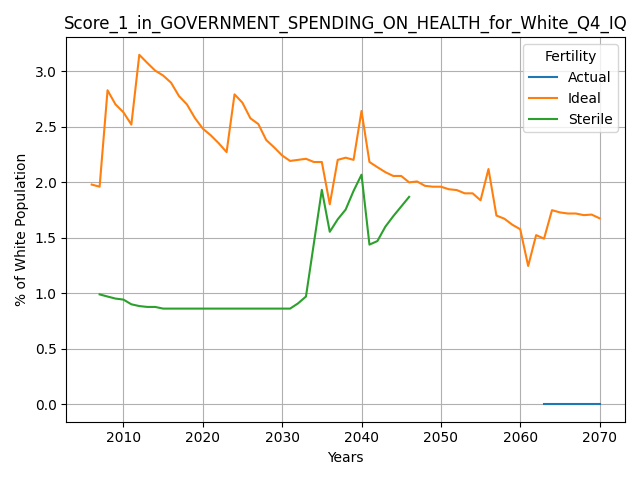 Score_1_in_GOVERNMENT_SPENDING_ON_HEALTH_for_White_Q4_IQ
Fertility
Actual
Ideal
Sterile
% of White Population
3.0
2.5
2.0
1.5
1.0
0.5
0.0
2010 2020 2030 2040 2050 2060 2070
Years